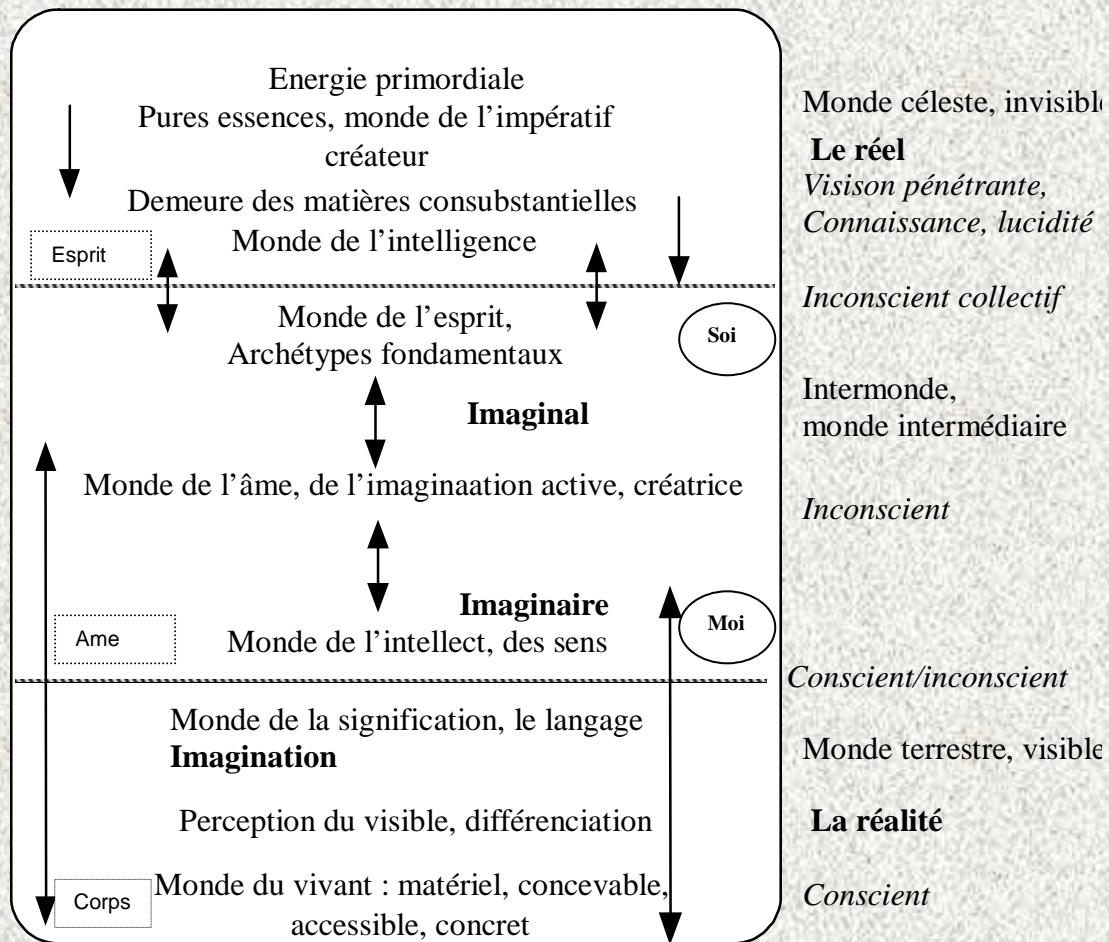 Energie primordiale
Pures essences, monde de l’impératif
créateur
Demeure des matières consubstantielles
Monde de l’intelligence
Esprit
Monde de l’esprit,
Archétypes fondamentaux
Soi
Imaginal
Monde de l’âme, de l’imaginaation active, créatrice
Imaginaire
Ame
Monde de l’intellect, des sens
Moi
Monde de la signification, le langage
Imagination
Perception du visible, différenciation
Corps
Monde du vivant : matériel, concevable,
accessible, concret
Monde céleste, invisible
Le réel
Visison pénétrante,
Connaissance, lucidité
Inconscient collectif
Intermonde,
monde intermédiaire
Inconscient
Conscient/inconscient
Monde terrestre, visible
La réalité
Conscient